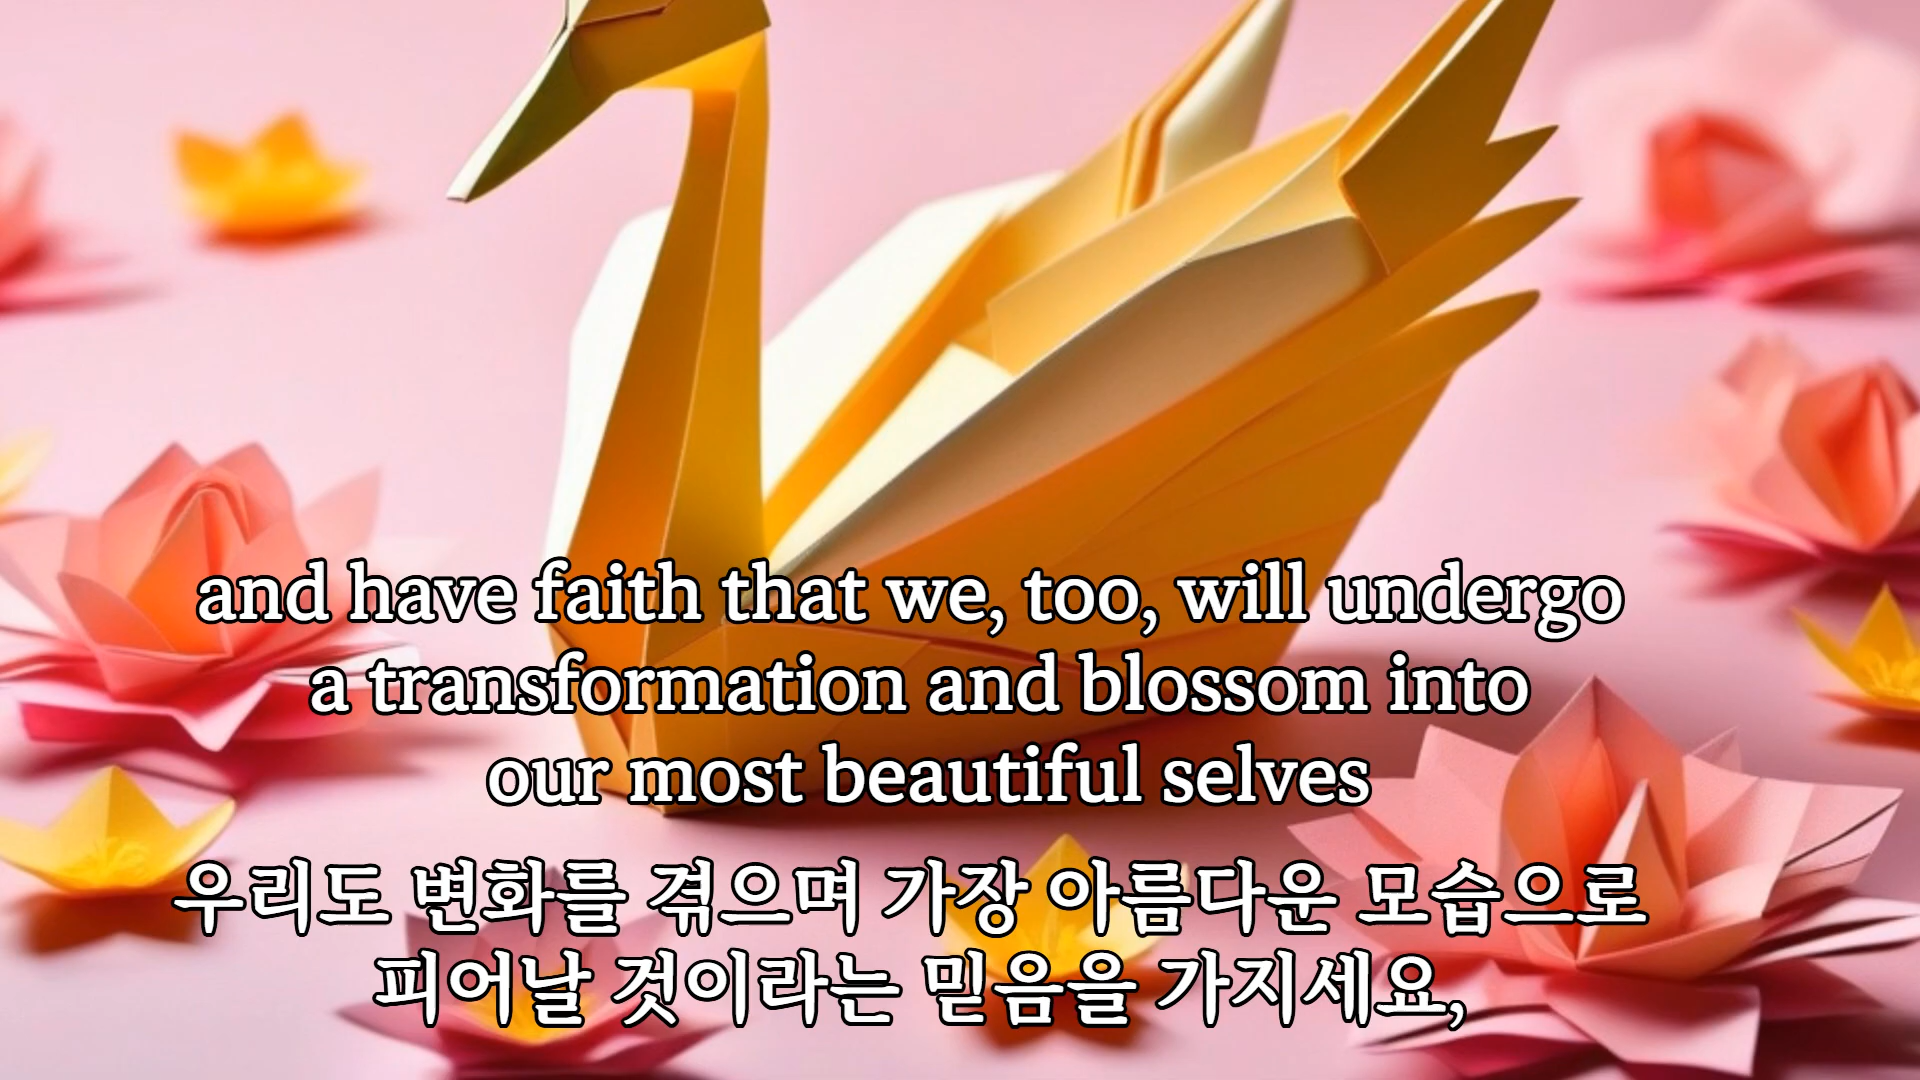 and have faith that we, too, will undergo
a transformation and blossom into
our most beautiful selves
우리도 변화를 겪으며 가장 아름다운 모습으로
피어날 것이라는 믿음을 가지세요,